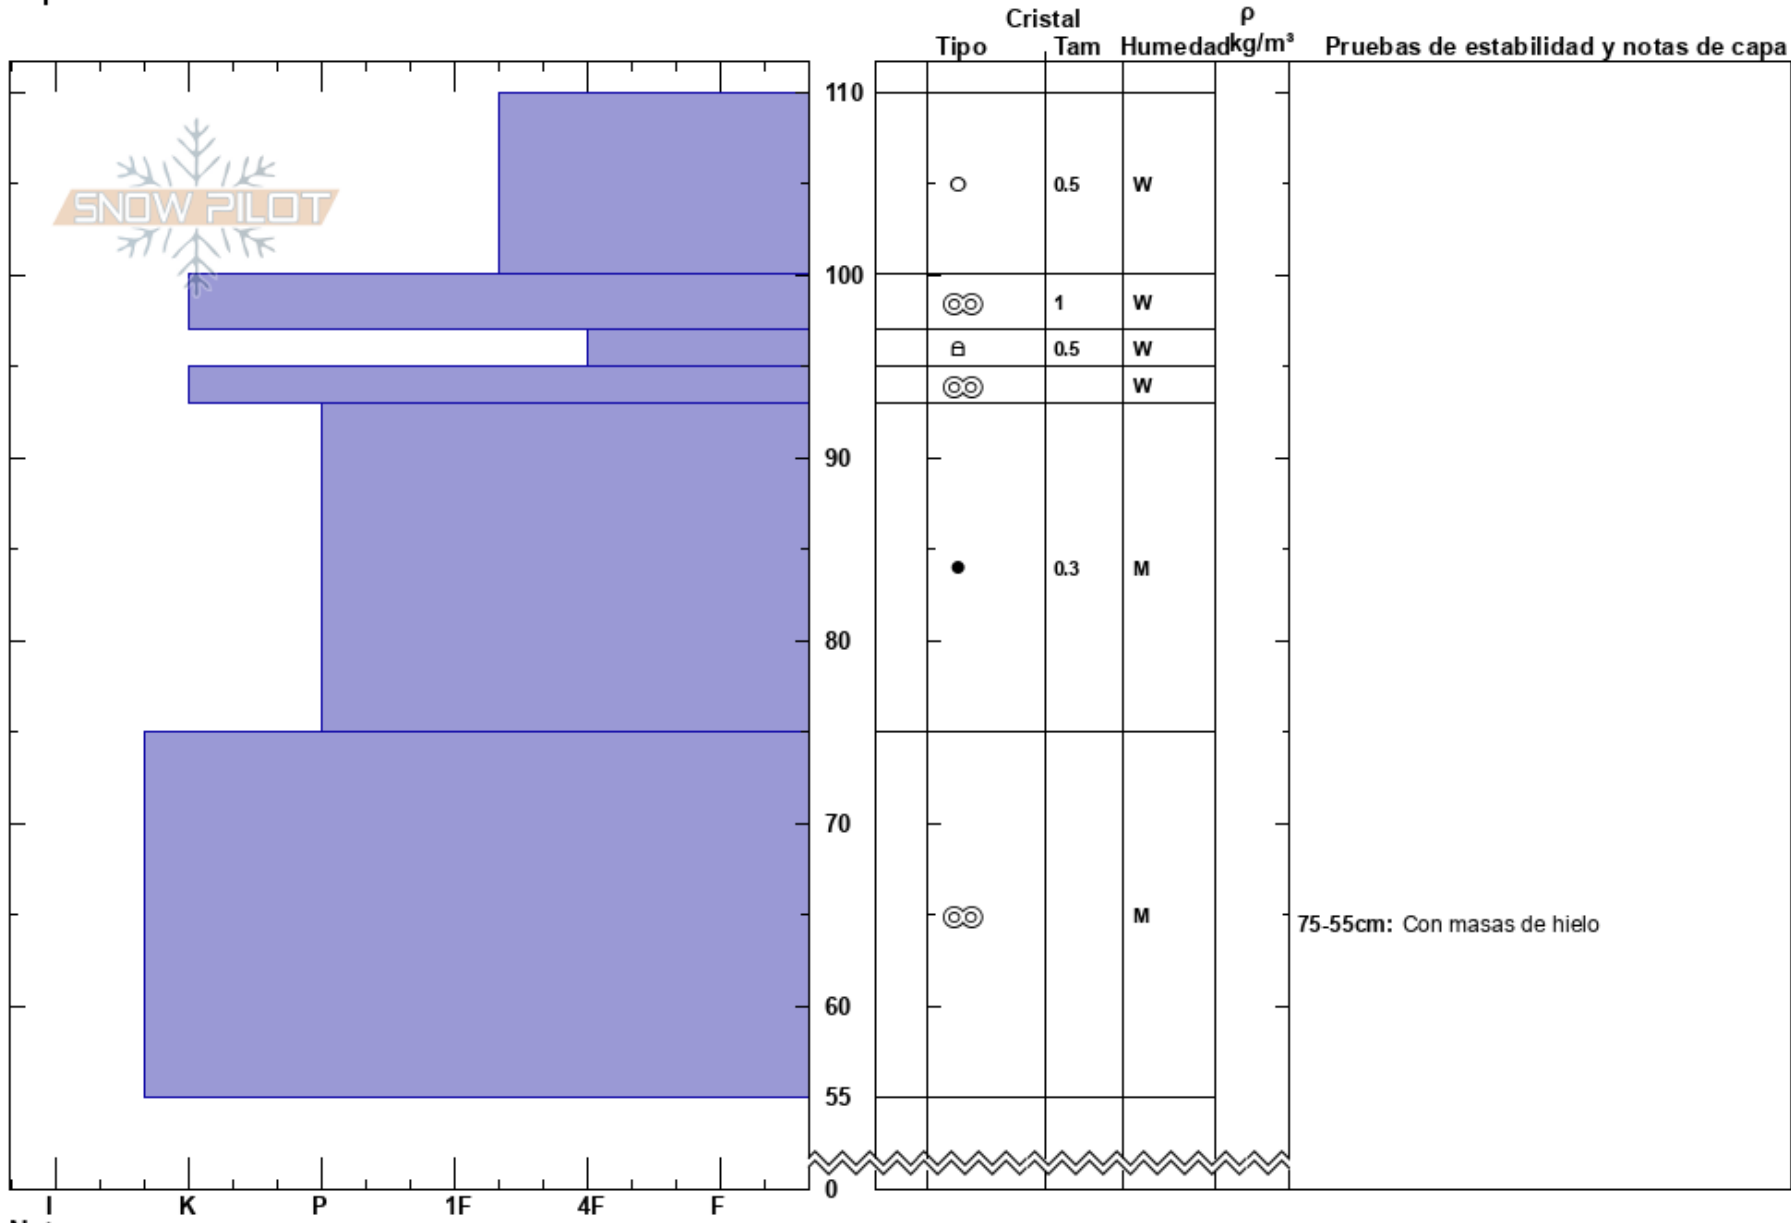 Cristal ρ
Tipo Tam Humedad kg/m³ Pruebas de estabilidad y notas de capa
110
SNOW PILOT
0.5 W
100
1 W
0.5 W
W
90
0.3 M
80
70
M
75-55cm: Con masas de hielo
60
55
0
I K P 1F 4F F